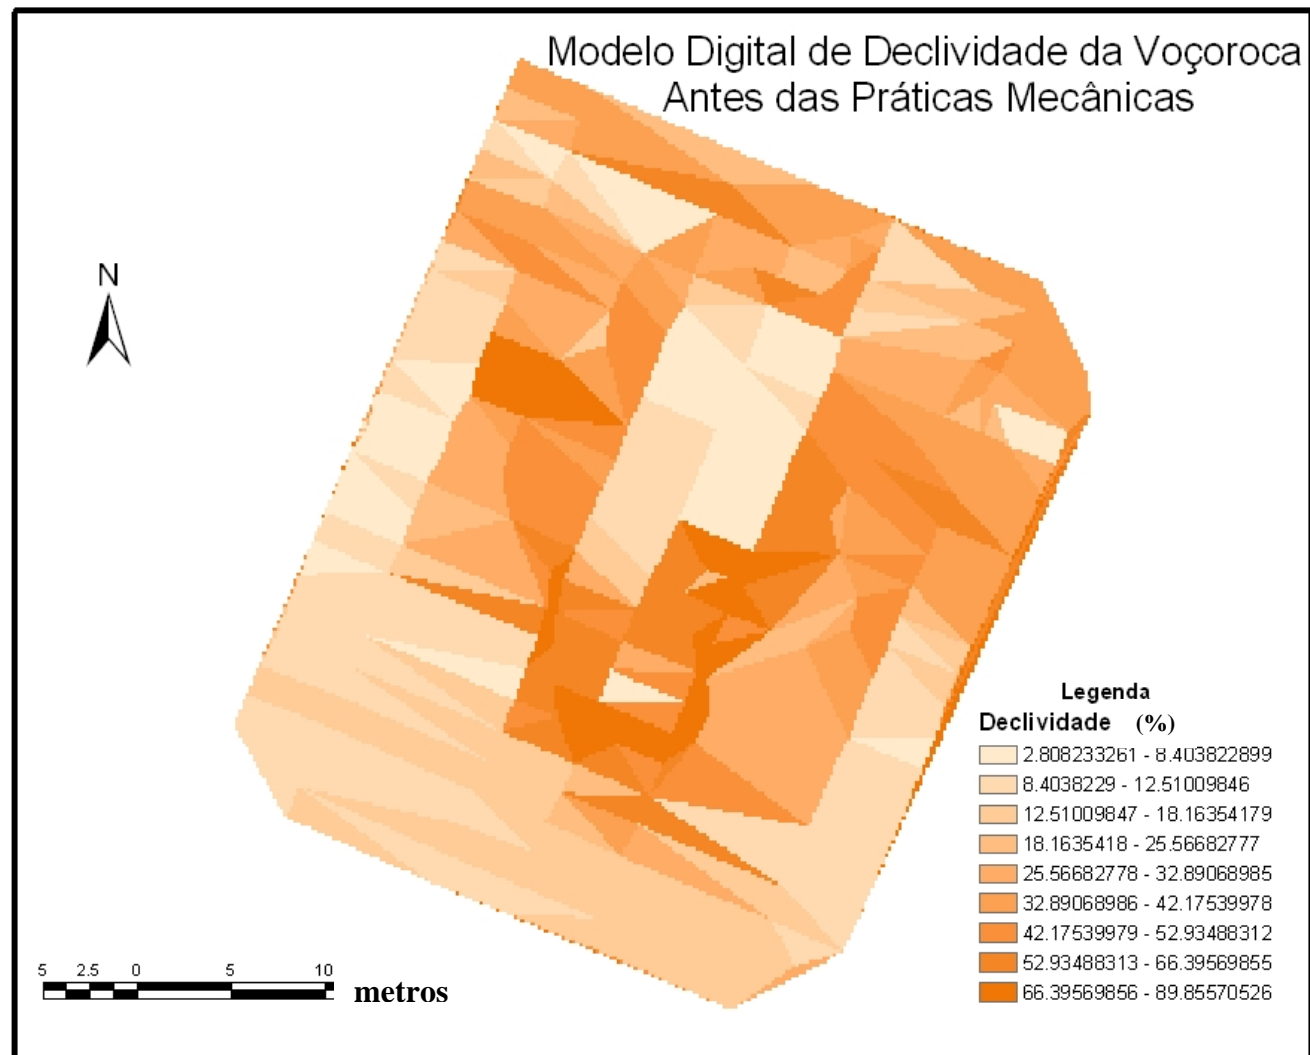 Modelo Digital de Declividade da Voçoroca
Antes das Práticas Mecânicas
N
Legenda
Declividade (%)
2.808233261 - 8.403822899
8.4038229 - 12.51009846
12.51009847 - 18.16354179
18.1635418 - 25.56682777
25.56682778 - 32.89068985
32.89068986 - 42.17539978
42.17539979 - 52.93488312
52.93488313 - 66.39569855
66.39569856 - 89.85570526
5 2.5 0 5 10
metros